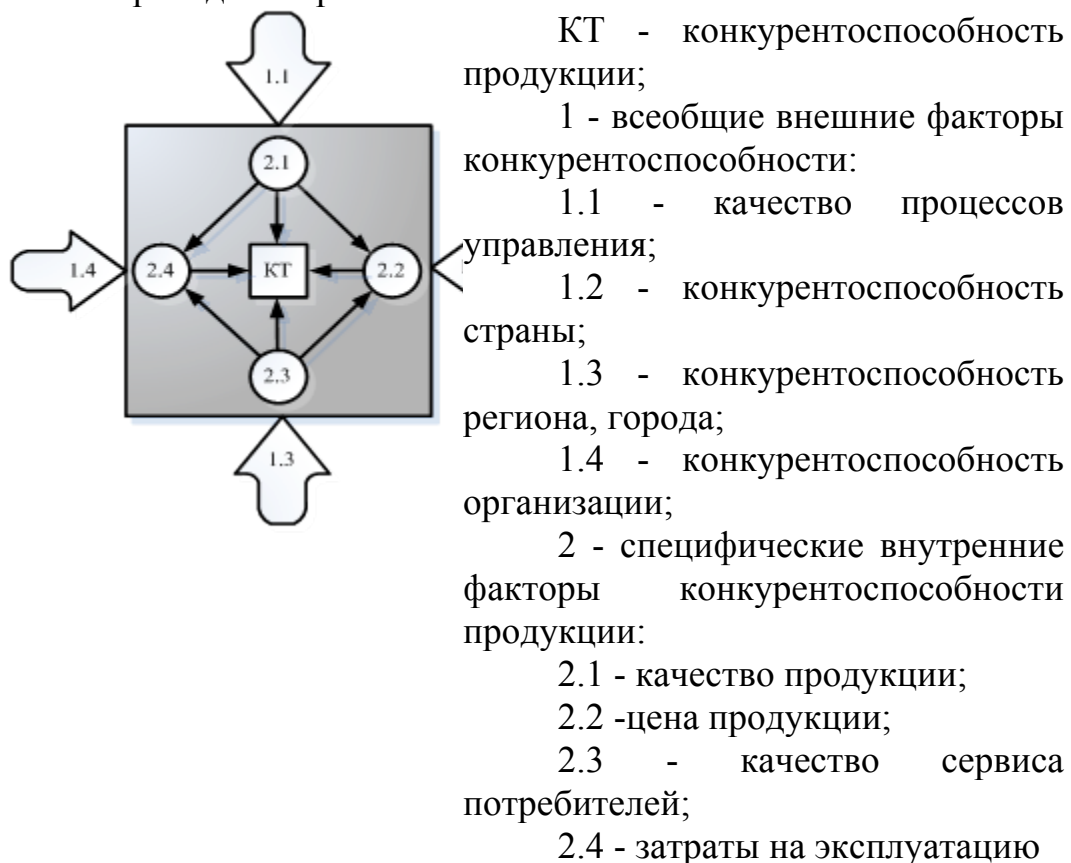 КТ - конкурентоспособность
продукции;
1 - всеобщие внешние факторы
конкурентоспособности:
1.1 - качество процессов
управления;
1.2 - конкурентоспособность
страны;
1.3 - конкурентоспособность
региона, города;
1.4 - конкурентоспособность
организации;
2 - специфические внутренние
факторы конкурентоспособности
продукции:
2.1 - качество продукции;
2.2 -цена продукции;
2.3 - качество сервиса
потребителей;
2.4 - затраты на эксплуатацию
1.1
2.1
1.4
2.4
КТ
2.2
2.3
1.3